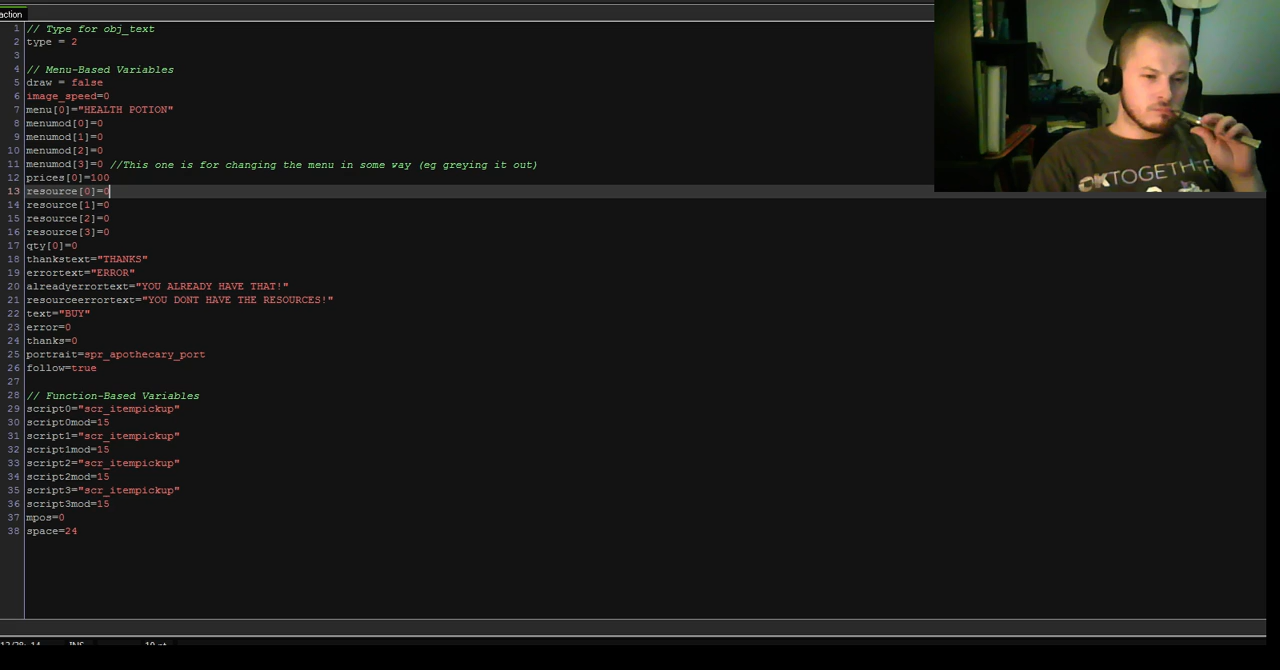 action
1 // Type for obj_text
2 type = 2
3
4 // Menu-Based Variables
5 draw = false
6 image_speed=0
7 menu[0]="HEALTH POTION"
8 menumod[0]=0
9 menumod[1]=0
10 menumod[2]=0
11 menumod[3]=0 //This one is for changing the menu in some way (eg greying it out)
12 prices[0]=100
13 resource[0]=0
14 resource[1]=0
15 resource[2]=0
16 resource[3]=0
17 qty[0]=0
18 thankstext="THANKS"
19 errortext="ERROR"
20 alreadyerrortext="YOU ALREADY HAVE THAT!"
21 resourceerrortext="YOU DONT HAVE THE RESOURCES!"
22 text="BUY"
23 error=0
24 thanks=0
25 portrait=spr_apothecary_port
26 follow=true
27
28 // Function-Based Variables
29 script0="scr_itempickup"
30 script0mod=15
31 script1="scr_itempickup"
32 script1mod=15
33 script2="scr_itempickup"
34 script2mod=15
35 script3="scr_itempickup"
36 script3mod=15
37 mpos=0
38 space=24
OKTOGETHER
INS
10 pt